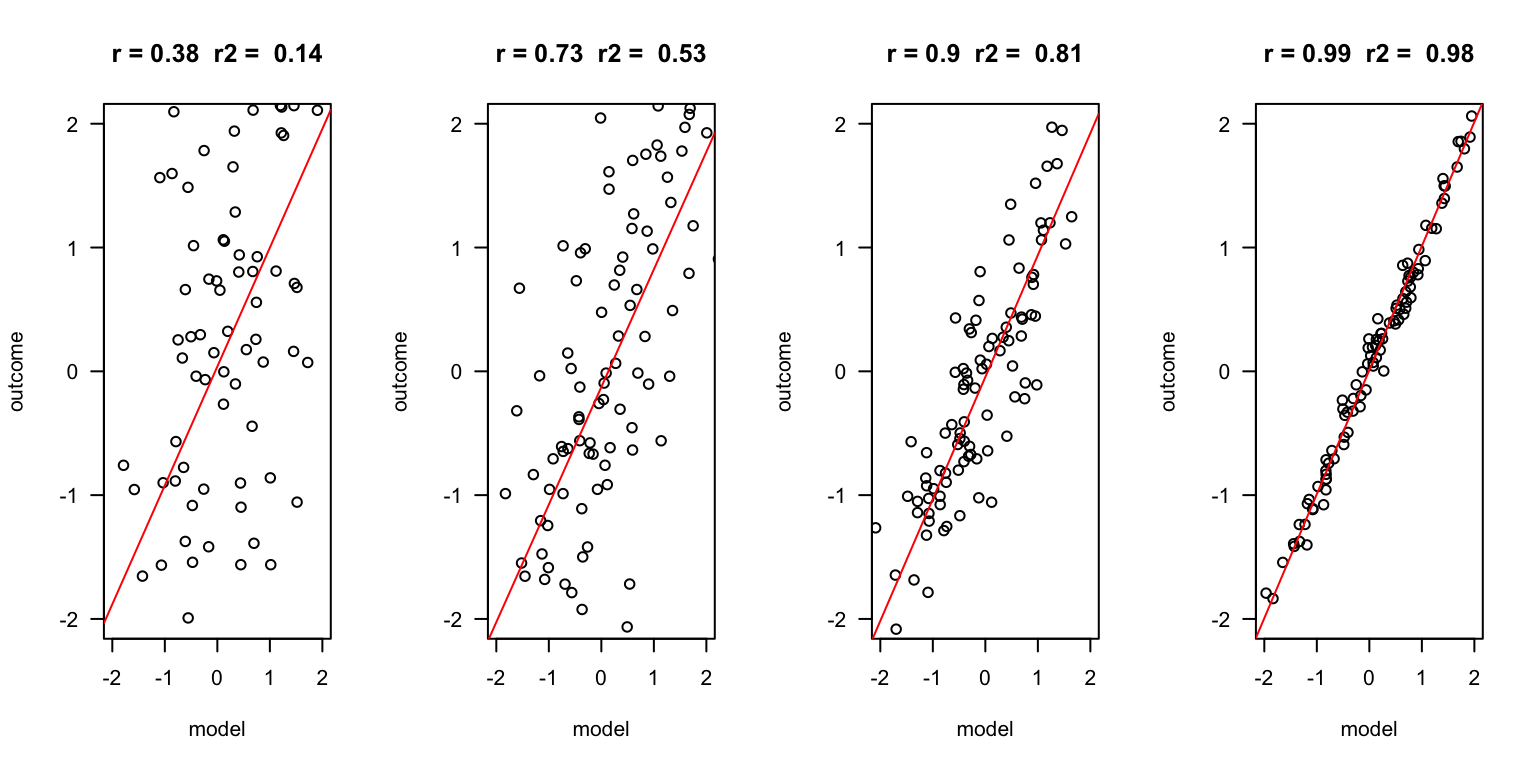 r = 0.38  r2 =  0.14
2
1
0
-1
-2
outcome
-2 -1 0 1 2
model
r = 0.73  r2 =  0.53
2
1
0
-1
-2
outcome
-2 -1 0 1 2
model
r = 0.9  r2 =  0.81
2
1
0
-1
-2
outcome
-2 -1 0 1 2
model
r = 0.99  r2 =  0.98
2
1
0
-1
-2
outcome
-2 -1 0 1 2
model